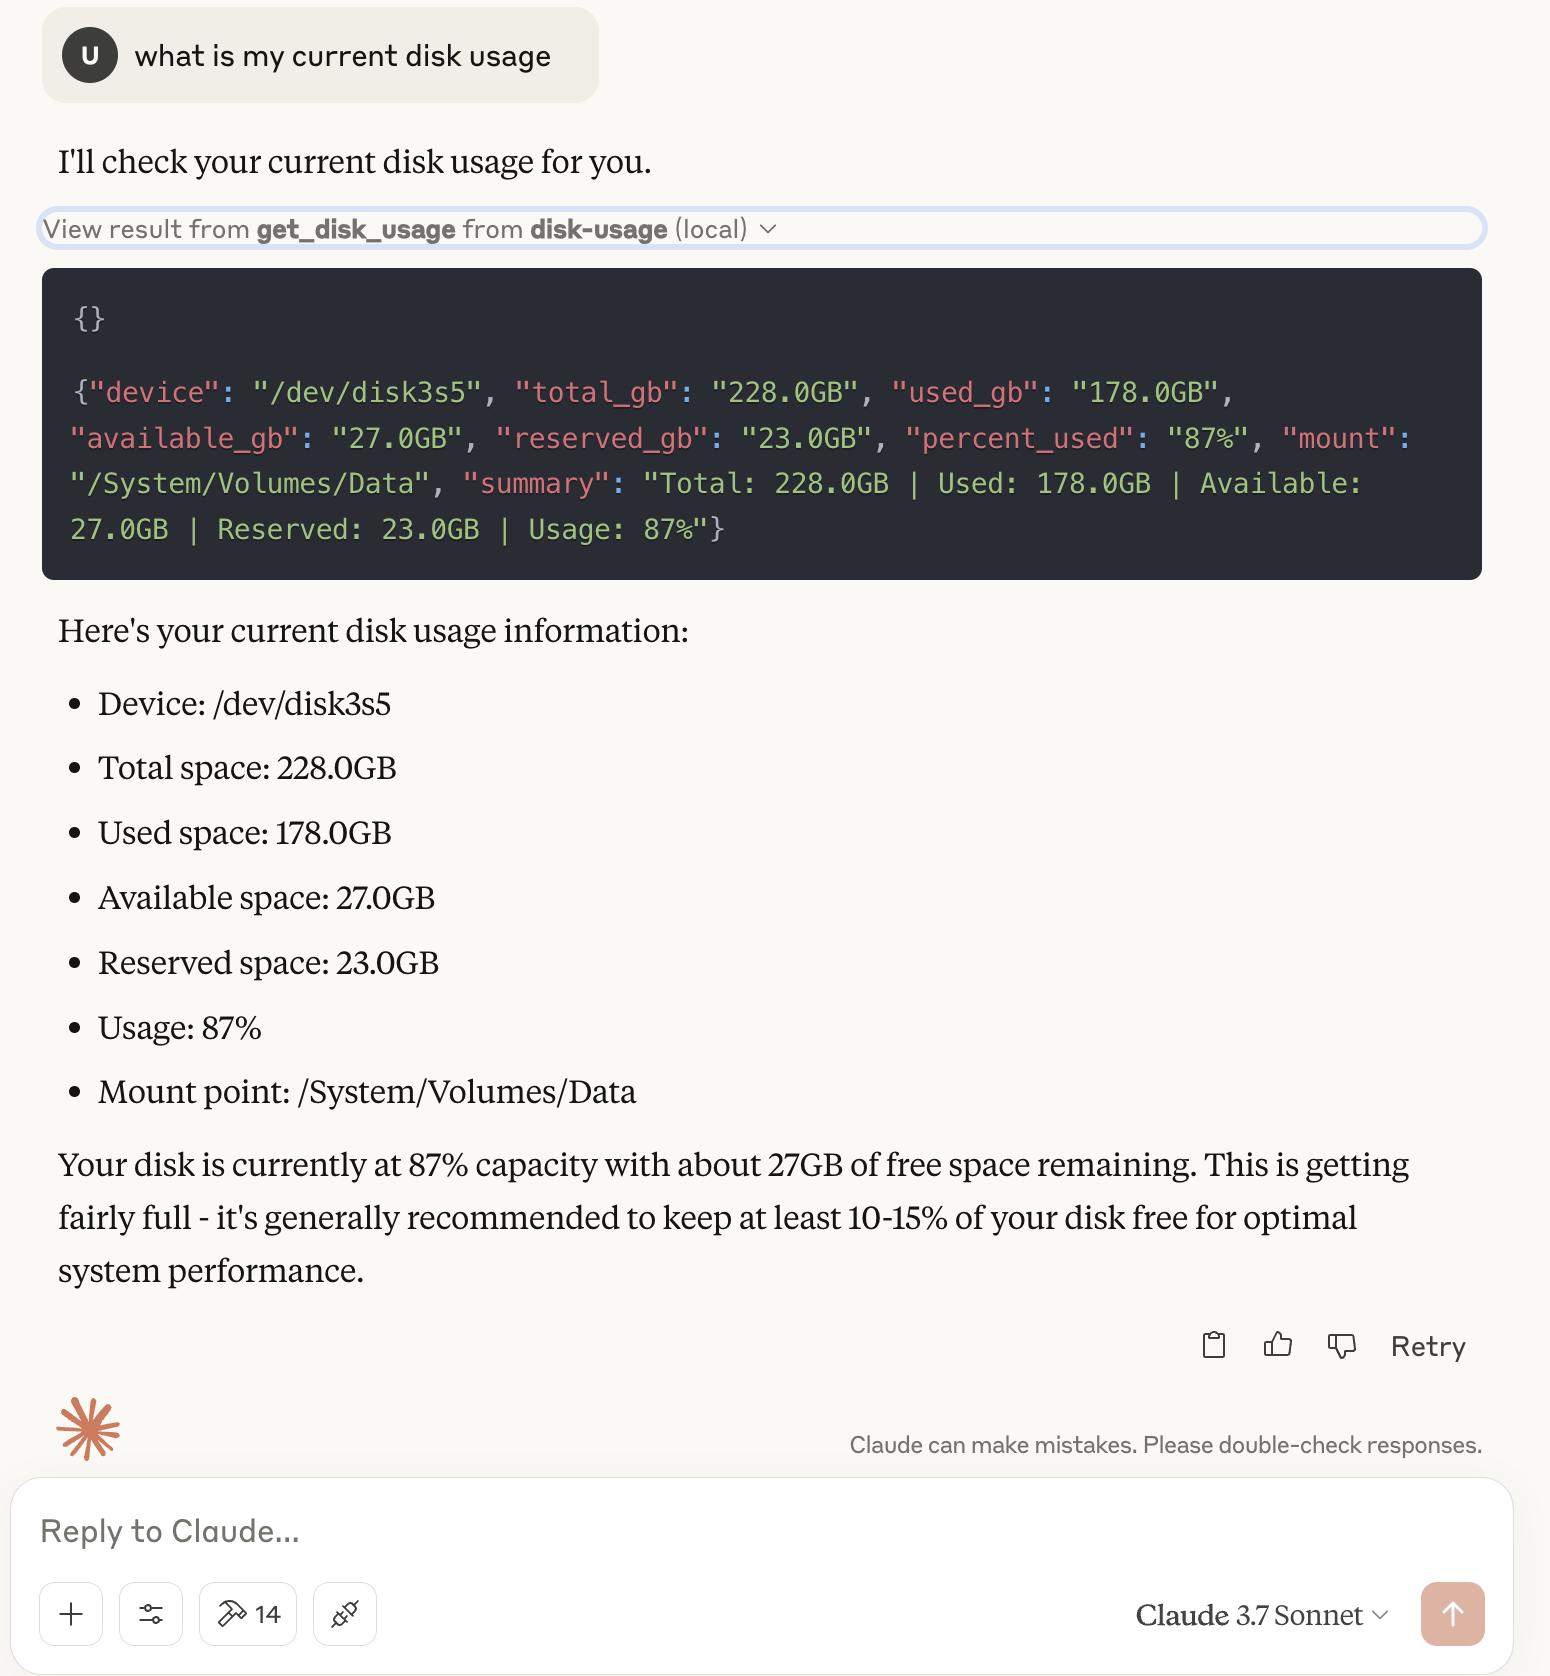 U what is my current disk usage
I'll check your current disk usage for you.
View result from get_disk_usage from disk-usage (local)
{}
{"device": "/dev/disk3s5", "total_gb": "228.0GB", "used_gb": "178.0GB",
"available_gb": "27.0GB", "reserved_gb": "23.0GB", "percent_used": "87%", "mount":
"/System/Volumes/Data", "summary": "Total: 228.0GB | Used: 178.0GB | Available:
27.0GB | Reserved: 23.0GB | Usage: 87%"}
Here's your current disk usage information:
• Device: /dev/disk3s5
• Total space: 228.0GB
• Used space: 178.0GB
• Available space: 27.0GB
• Reserved space: 23.0GB
• Usage: 87%
• Mount point: /System/Volumes/Data
Your disk is currently at 87% capacity with about 27GB of free space remaining. This is getting
fairly full - it's generally recommended to keep at least 10-15% of your disk free for optimal
system performance.
Retry
Claude can make mistakes. Please double-check responses.
Reply to Claude...
14
Claude 3.7 Sonnet